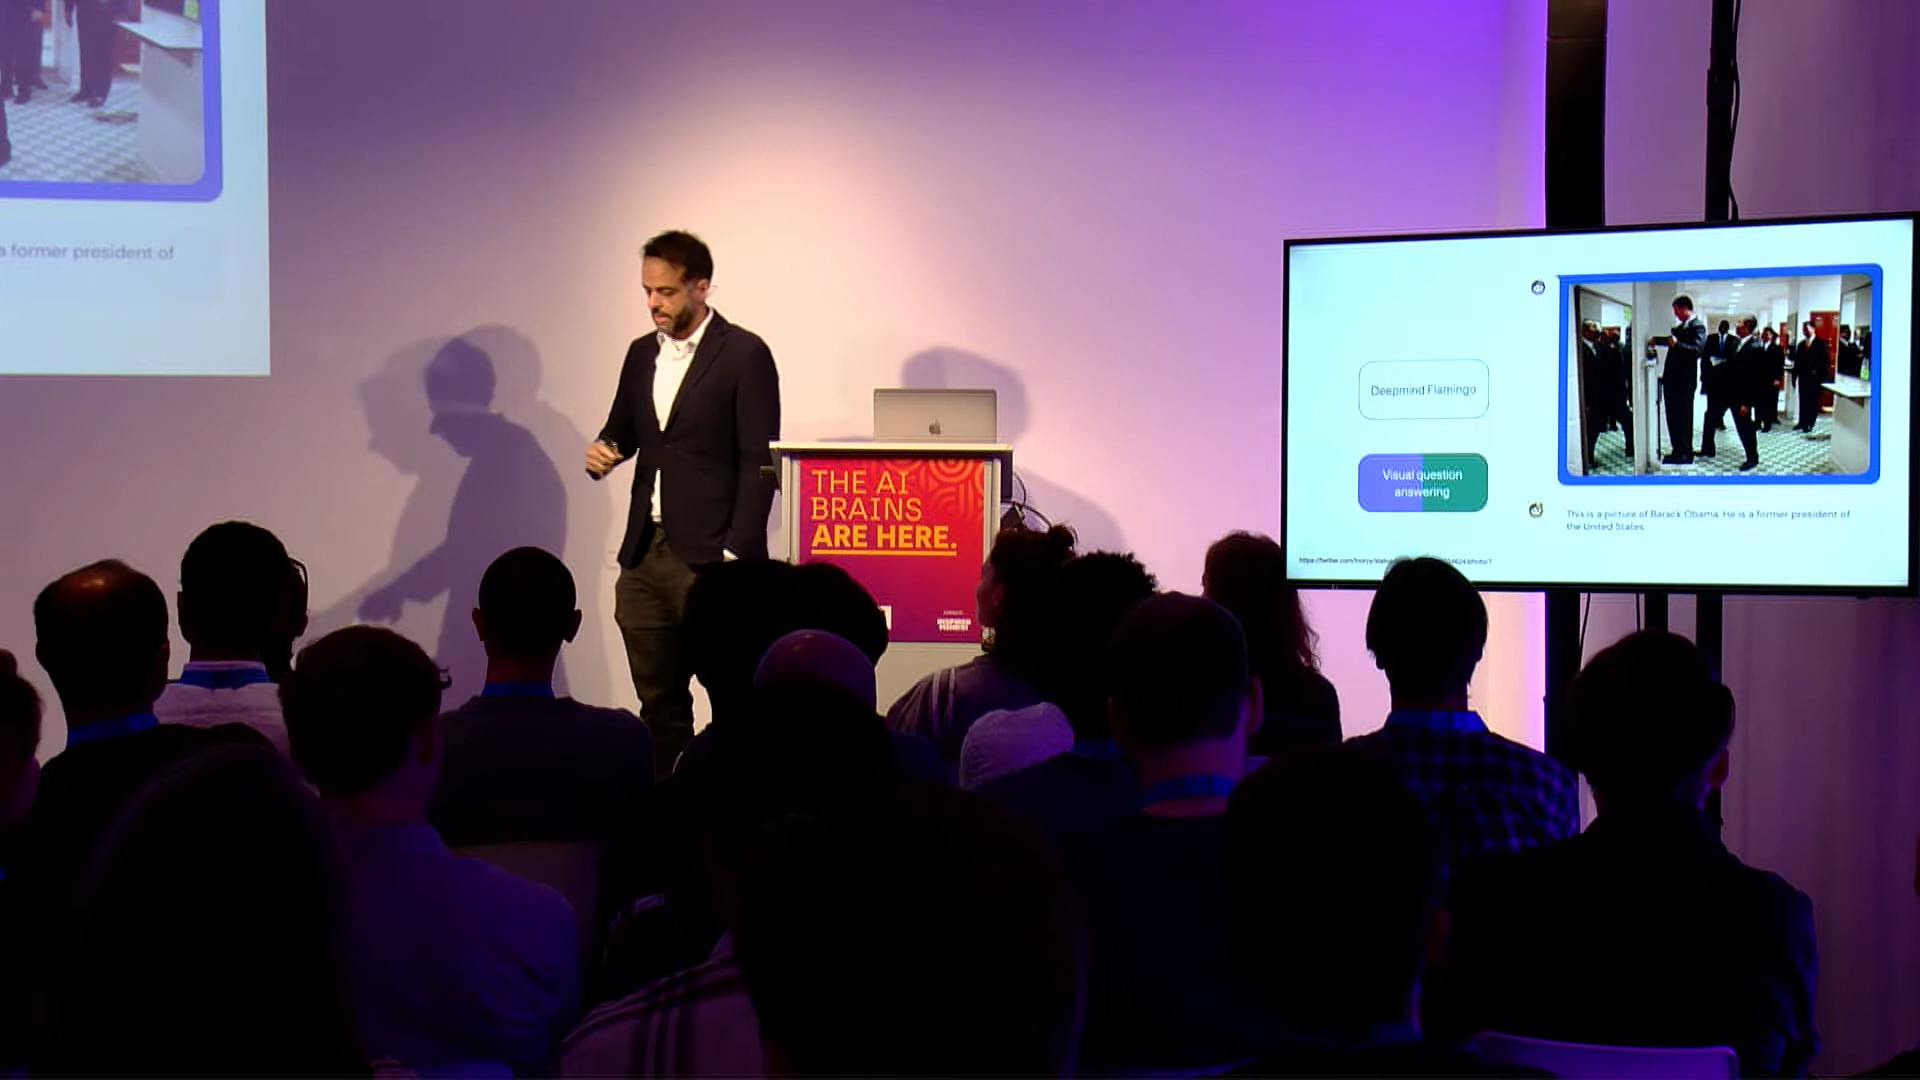 a former president of
THE AI
BRAINS
ARE HERE.
Deepmind Flamingo
Visual question
answering
This is a picture of Barack Obama. He is a former president of
the United States.